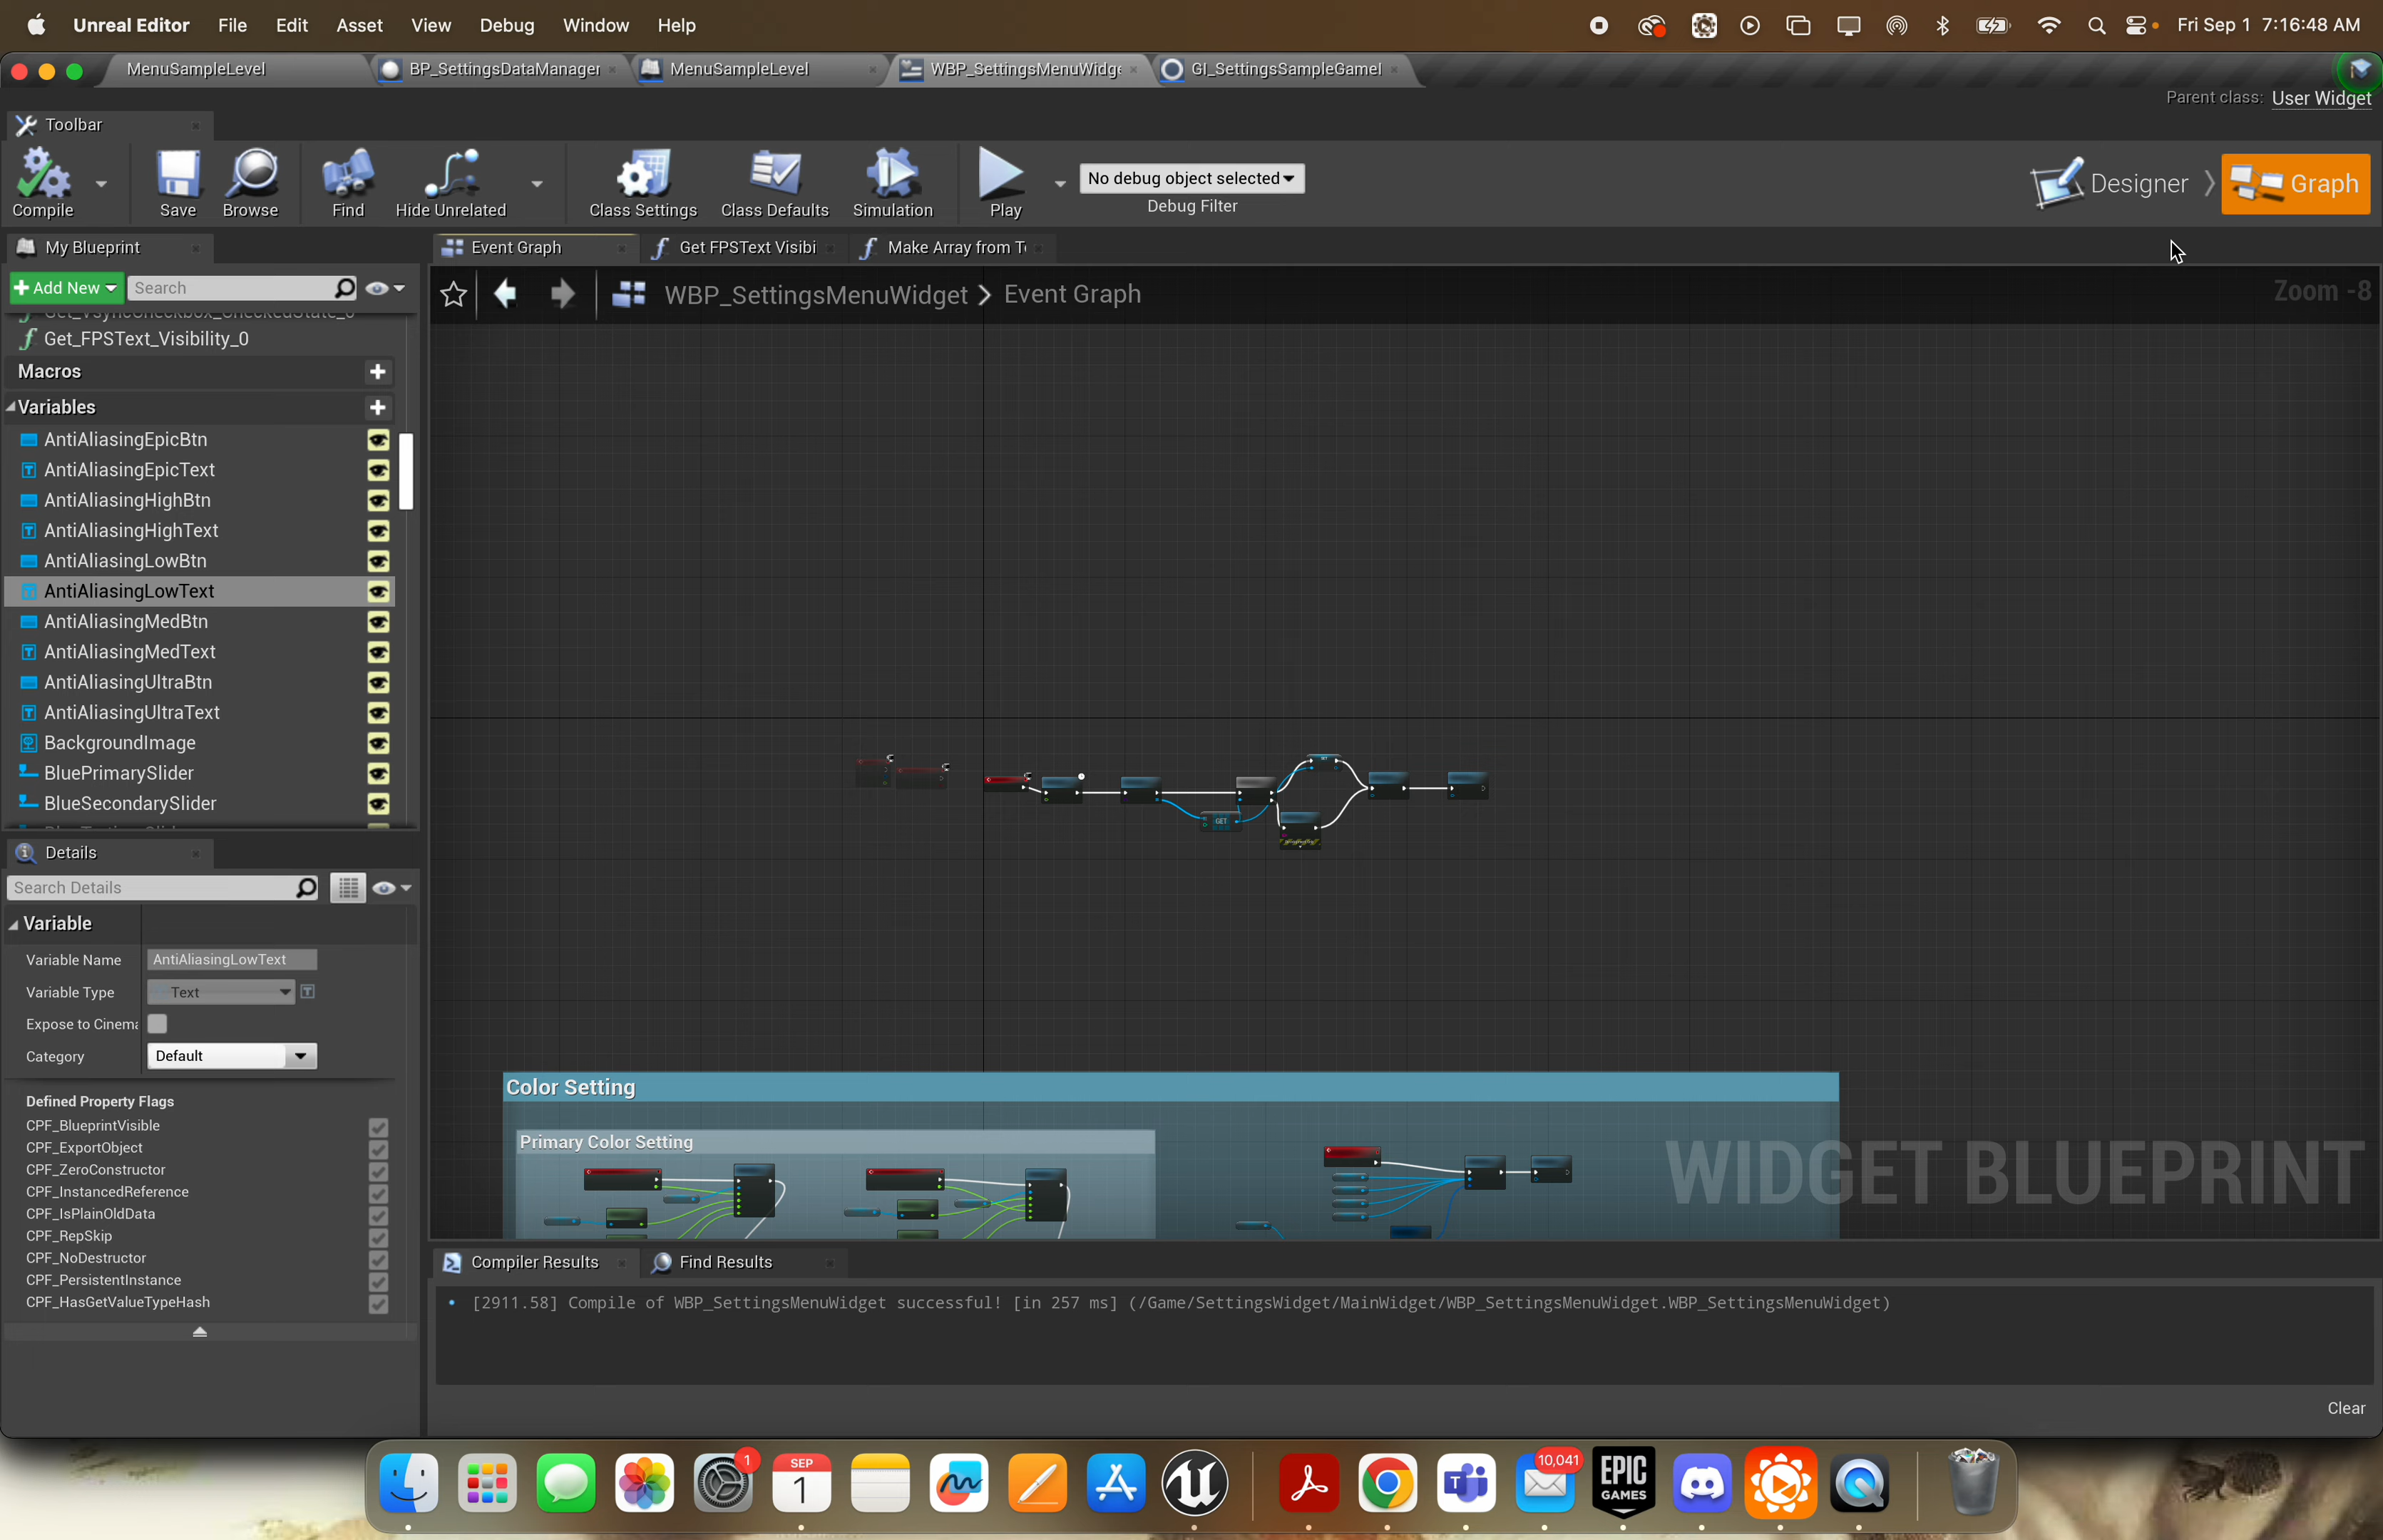 Unreal Editor File Edit Asset View Debug Window Help Fri Sep 1 7:16:48 AM
MenuSampleLevel BP_SettingsDataManager MenuSampleLevel WBP_SettingsMenuWidge GI_SettingsSampleGameI
Parent class: User Widget
Toolbar
Compile Save Browse Find Hide Unrelated Class Settings Class Defaults Simulation Play
No debug object selected
Debug Filter
Designer Graph
My Blueprint
Event Graph Get FPSText Visibi Make Array from Te
Add New Search
WBP_SettingsMenuWidget > Event Graph
Zoom -8
Get_VsyncCheckbox_CheckedState_0
Get_FPSText_Visibility_0
Macros
Variables
AntiAliasingEpicBtn
AntiAliasingEpicText
AntiAliasingHighBtn
AntiAliasingHighText
AntiAliasingLowBtn
AntiAliasingLowText
AntiAliasingMedBtn
AntiAliasingMedText
AntiAliasingUltraBtn
AntiAliasingUltraText
BackgroundImage
BluePrimarySlider
BlueSecondarySlider
GET
Details
Search Details
Variable
Variable Name AntiAliasingLowText
Variable Type Text
Expose to Cinema
Category Default
Defined Property Flags
CPF_BlueprintVisible
CPF_ExportObject
CPF_ZeroConstructor
CPF_InstancedReference
CPF_IsPlainOldData
CPF_RepSkip
CPF_NoDestructor
CPF_PersistentInstance
CPF_HasGetValueTypeHash
Color Setting
Primary Color Setting
WIDGET BLUEPRINT
Compiler Results Find Results
[2911.58] Compile of WBP_SettingsMenuWidget successful! [in 257 ms] (/Game/SettingsWidget/MainWidget/WBP_SettingsMenuWidget.WBP_SettingsMenuWidget)
Clear
1
SEP
1
10,041
EPIC
GAMES